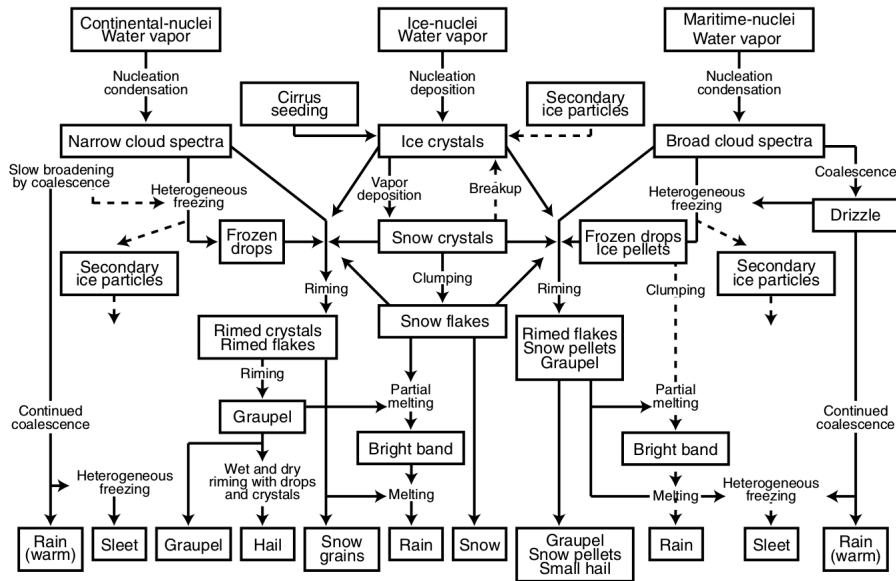 Continental-nuclei
Water vapor
Ice-nuclei
Water vapor
Maritime-nuclei
Water vapor
Nucleation
condensation
Nucleation
deposition
Nucleation
condensation
Cirrus
seeding
Secondary
ice particles
Narrow cloud spectra
Ice crystals
Broad cloud spectra
Slow broadening
by coalescence
Heterogeneous
freezing
Vapor
deposition
Breakup
Heterogeneous
freezing
Coalescence
Drizzle
Frozen
drops
Snow crystals
Frozen drops
Ice pellets
Secondary
ice particles
Secondary
ice particles
Riming
Clumping
Riming
Clumping
Rimed crystals
Rimed flakes
Snow flakes
Rimed flakes
Snow pellets
Graupel
Riming
Partial
melting
Partial
melting
Continued
coalescence
Graupel
Continued
coalescence
Bright band
Bright band
Heterogeneous
freezing
Wet and dry
riming with drops
and crystals
Melting
Melting
Heterogeneous
freezing
Rain
(warm)
Sleet
Graupel
Hail
Snow
grains
Rain
Snow
Graupel
Snow pellets
Small hail
Rain
Sleet
Rain
(warm)